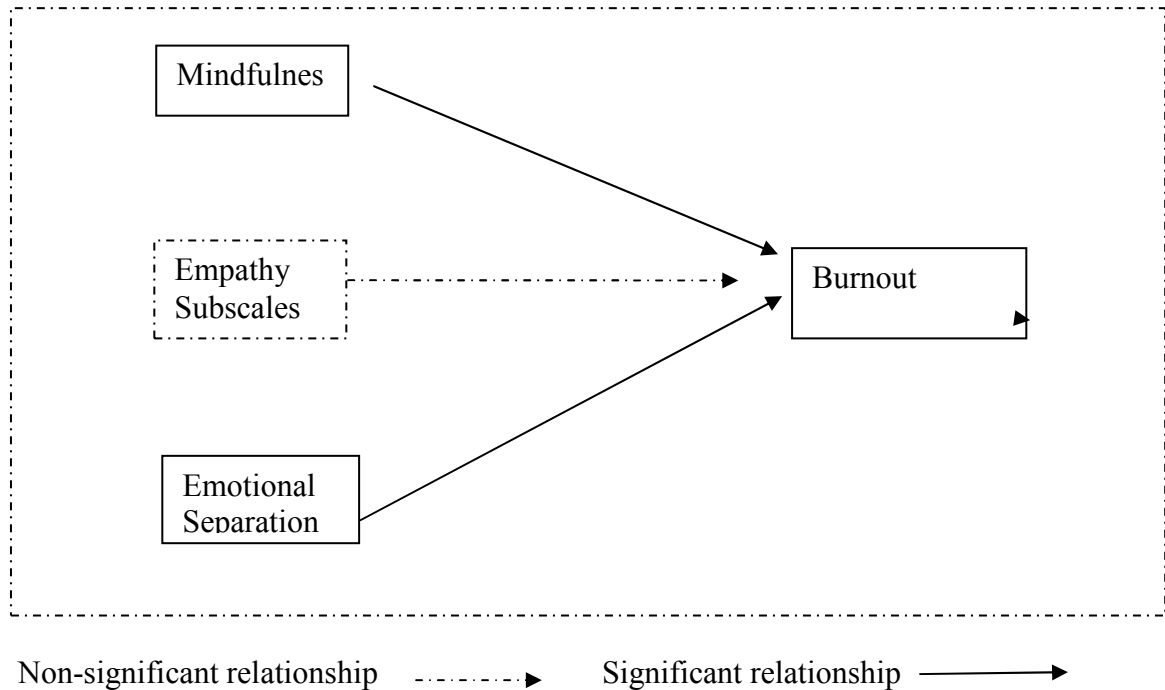 Mindfulnes
Empathy
Subscales
Burnout
Emotional
Separation
Non-significant relationship
Significant relationship